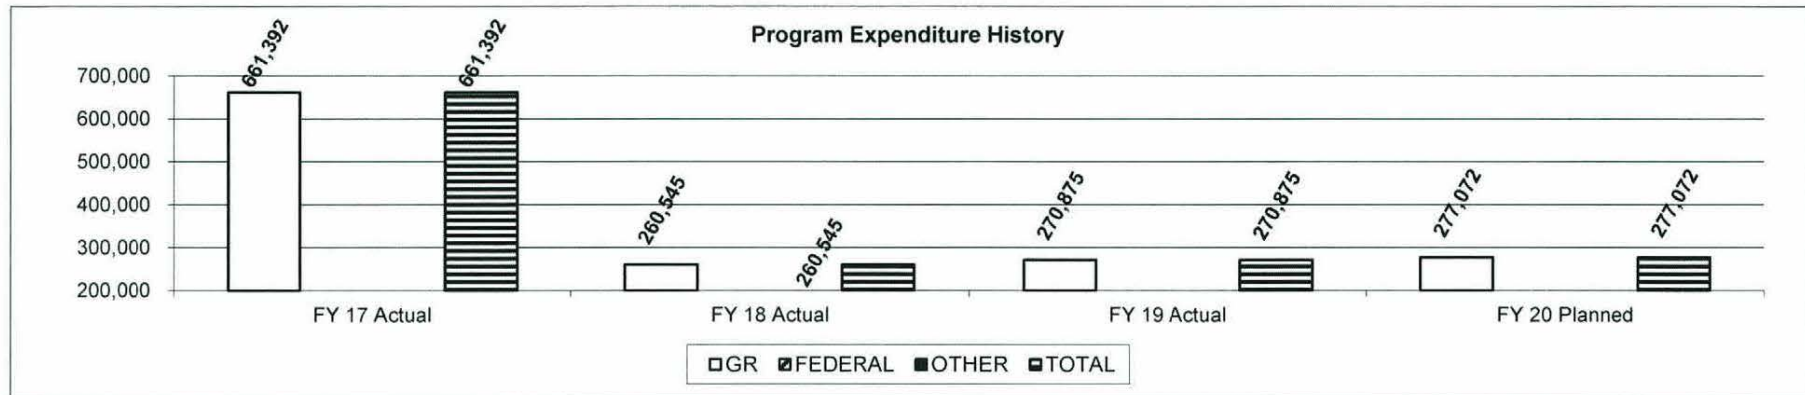 Program Expenditure History
661,392
661,392
260,545
260,545
270,875
270,875
277,072
277,072
700,000
600,000
500,000
400,000
300,000
200,000
FY 17 Actual
FY 18 Actual
FY 19 Actual
FY 20 Planned
GR FEDERAL OTHER TOTAL